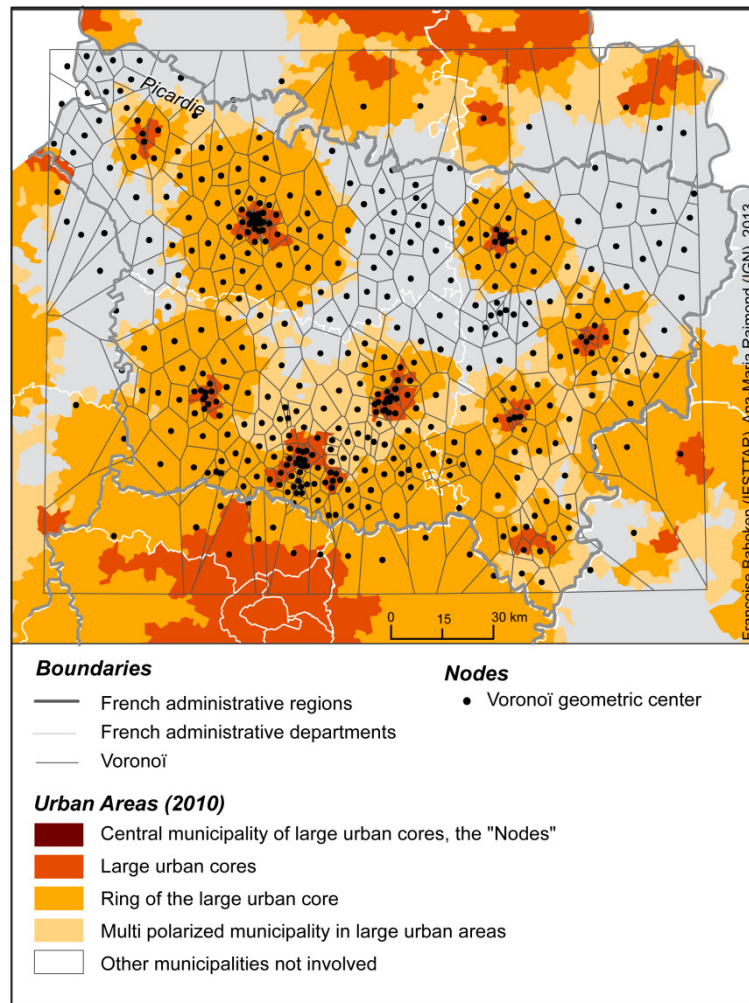 Picardie
François Bahoken (IFSTTAR), Ana-Maria Raimond (IGN), 2013
0 15 30 km
Boundaries
French administrative regions
French administrative departments
Voronoï
Nodes
Voronoï geometric center
Urban Areas (2010)
Central municipality of large urban cores, the "Nodes"
Large urban cores
Ring of the large urban core
Multi polarized municipality in large urban areas
Other municipalities not involved